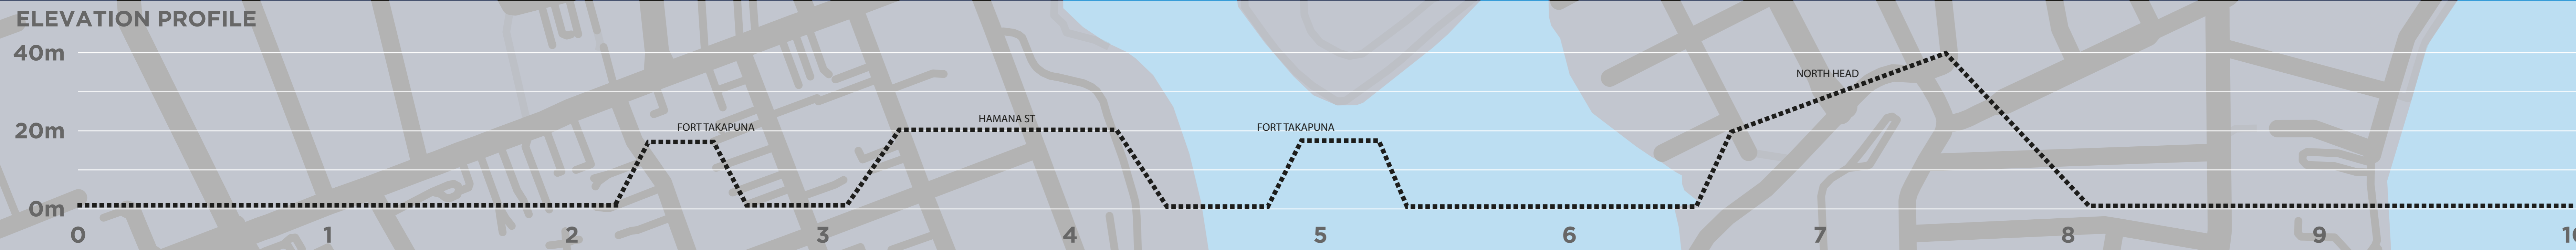 ELEVATION PROFILE
40m
NORTH HEAD
20m
FORT TAKAPUNA
HAMANA ST
FORT TAKAPUNA
0m
0 1 2 3 4 5 6 7 8 9